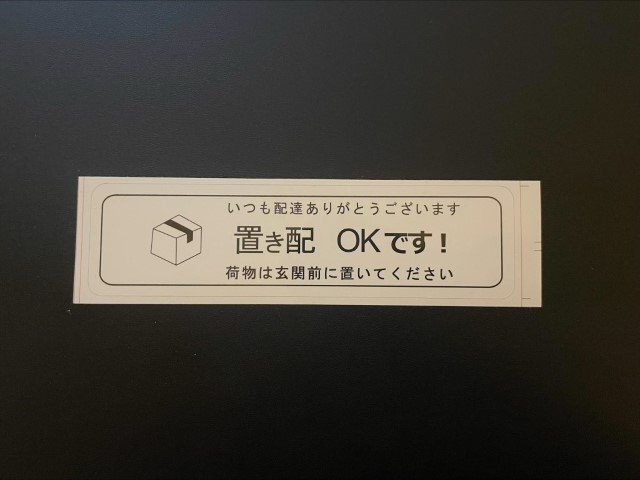 いつも配達ありがとうございます
置き配 OKです!
荷物は玄関前に置いてください